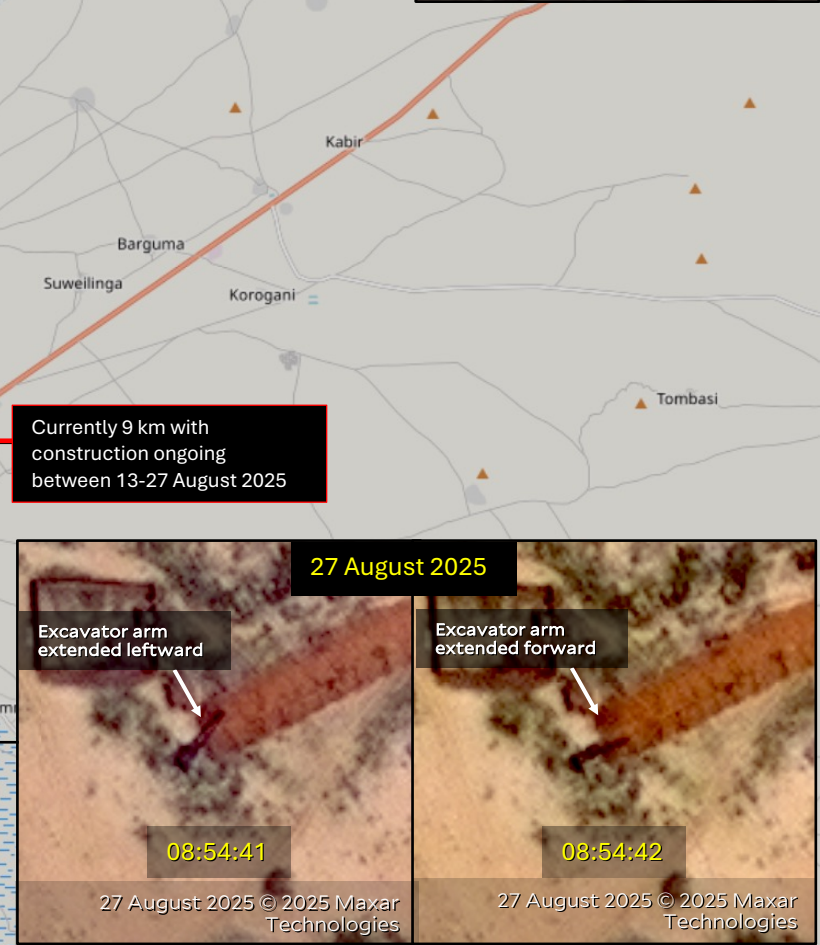 Kabir
Barguma
Suweilinga
Korogani
Tombasi
Currently 9 km with
construction ongoing
between 13-27 August 2025
27 August 2025
Excavator arm
extended leftward
Excavator arm
extended forward
08:54:41
08:54:42
27 August 2025 © 2025 Maxar
Technologies
27 August 2025 © 2025 Maxar
Technologies